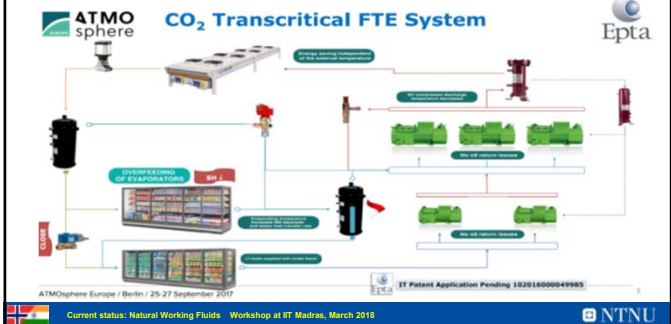 ATMO
sphere
EUROPE
CO2 Transcritical FTE System
Epta
Energy saving independent
of the external temperature
MT compressor discharge
temperature decreased
No oil return issues
OVERFEEDING
OF EVAPORATORS
SH ↓
Evaporating temperature
CLOSE
No oil return issues
ATMOsphere Europe / Berlin / 25-27 September 2017
Epta
IT Patent Application Pending 102016000049985
Current status: Natural Working Fluids Workshop at IIT Madras, March 2018
NTNU